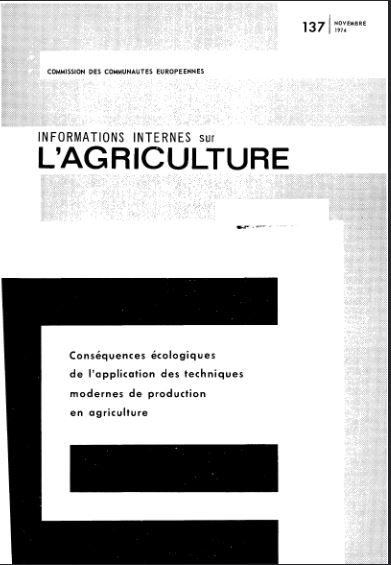 137 NOVEMBRE
1974
COMMISSION DES COMMUNAUTES EUROPEENNES
INFORMATIONS INTERNES sur
L'AGRICULTURE
Conséquences écologiques
de l'application des techniques
modernes de production
en agriculture